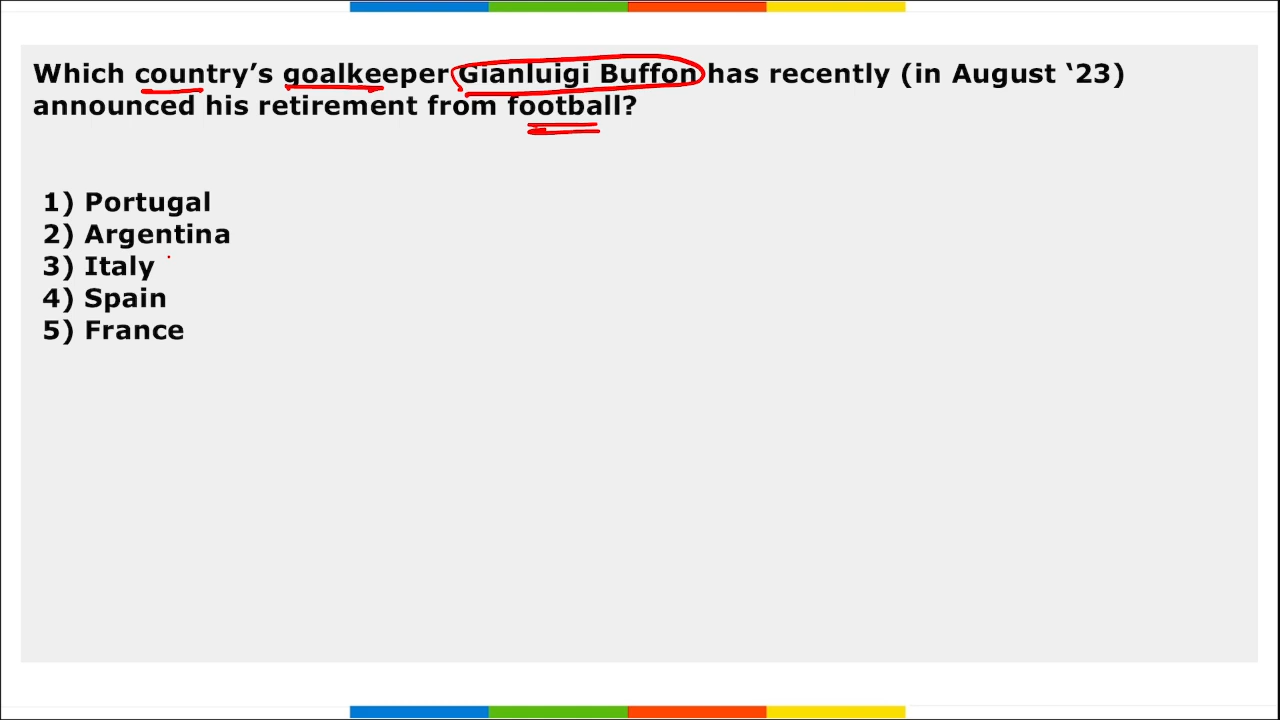 Which country’s goalkeeper Gianluigi Buffon has recently (in August ‘23)
announced his retirement from football?
1) Portugal
2) Argentina
3) Italy
4) Spain
5) France